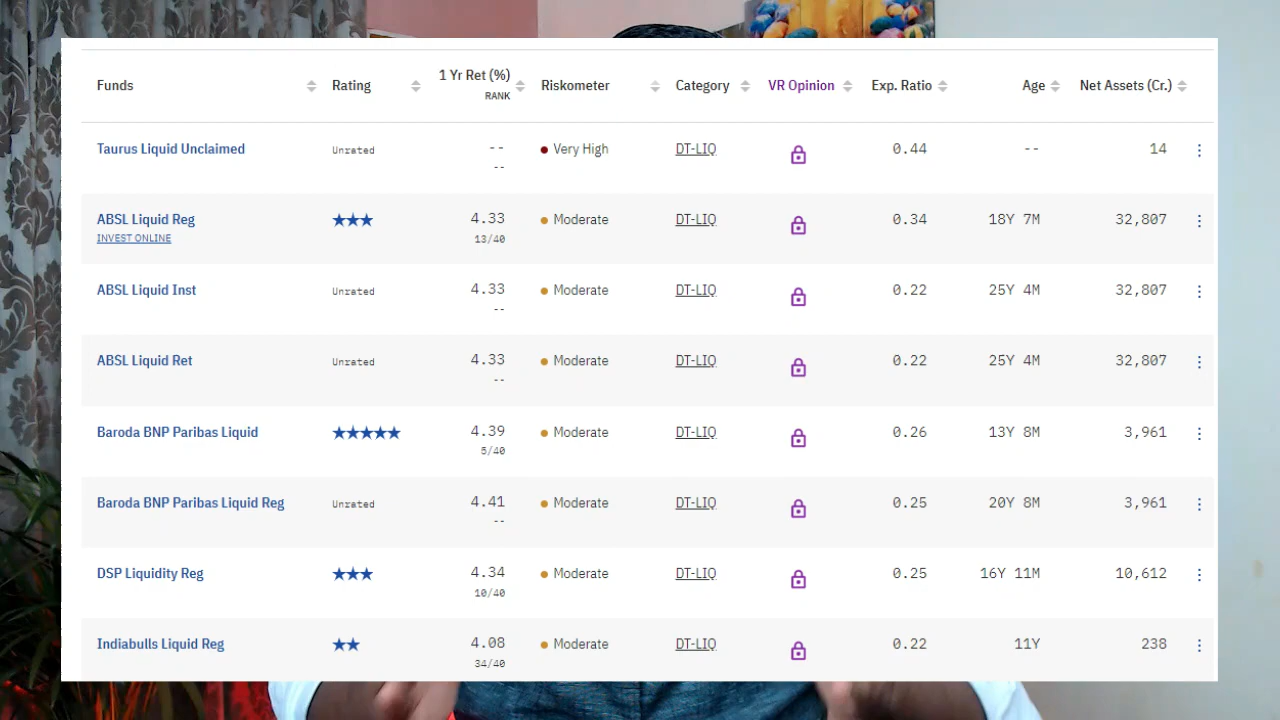 Funds Rating 1 Yr Ret (%) RANK Riskometer Category VR Opinion Exp. Ratio Age Net Assets (Cr.)
Taurus Liquid Unclaimed Unrated -- Very High DT-LIQ 0.44 -- 14
--
ABSL Liquid Reg ★★★ 4.33 Moderate DT-LIQ 0.34 18Y 7M 32,807
INVEST ONLINE 13/40
ABSL Liquid Inst Unrated 4.33 Moderate DT-LIQ 0.22 25Y 4M 32,807
--
ABSL Liquid Ret Unrated 4.33 Moderate DT-LIQ 0.22 25Y 4M 32,807
--
Baroda BNP Paribas Liquid ★★★★★ 4.39 Moderate DT-LIQ 0.26 13Y 8M 3,961
5/40
Baroda BNP Paribas Liquid Reg Unrated 4.41 Moderate DT-LIQ 0.25 20Y 8M 3,961
--
DSP Liquidity Reg ★★★ 4.34 Moderate DT-LIQ 0.25 16Y 11M 10,612
10/40
Indiabulls Liquid Reg ★★ 4.08 Moderate DT-LIQ 0.22 11Y 238
34/40